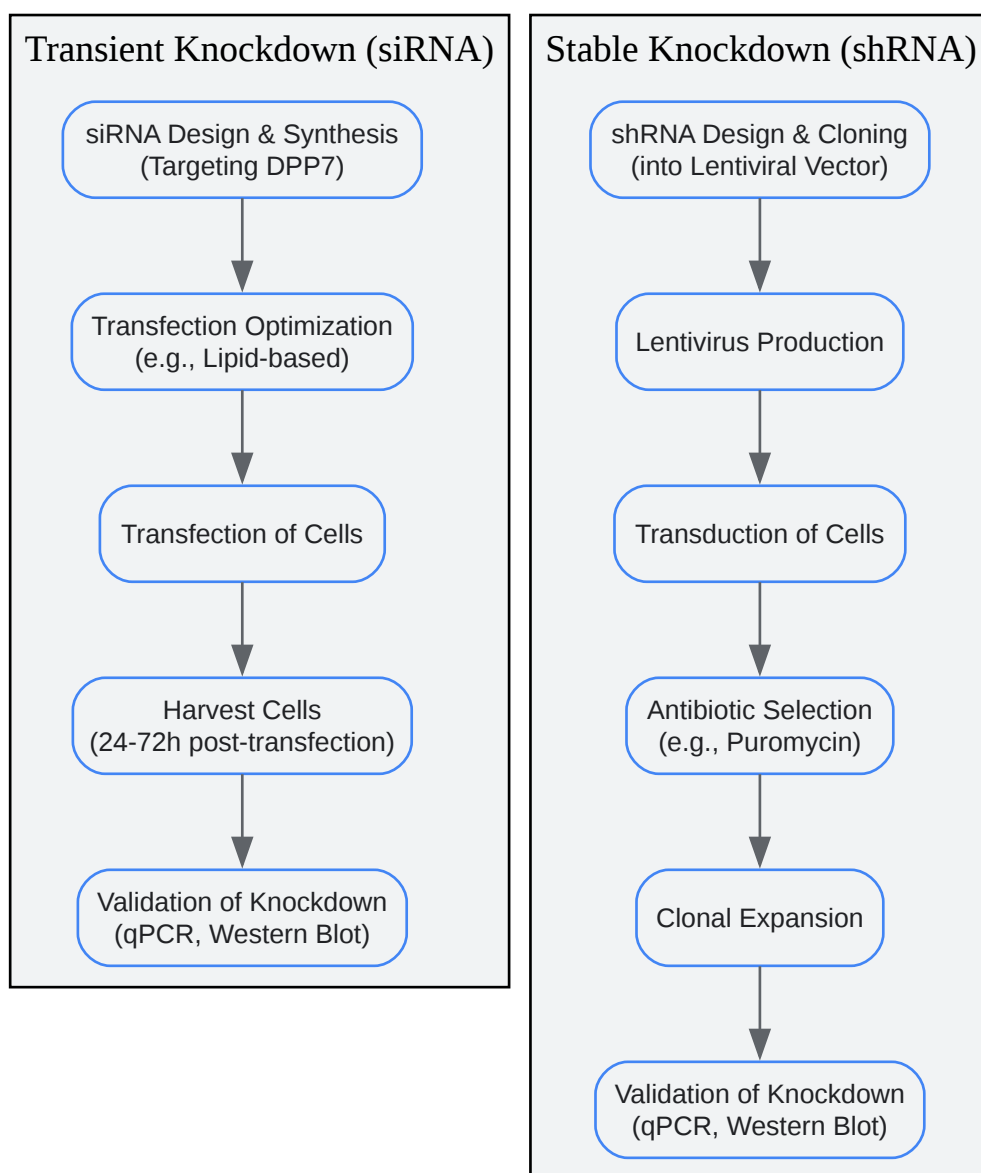 Transient Knockdown (siRNA)
siRNA Design & Synthesis
(Targeting DPP7)
Transfection Optimization
(e.g., Lipid-based)
Transfection of Cells
Harvest Cells
(24-72h post-transfection)
Validation of Knockdown
(qPCR, Western Blot)
Stable Knockdown (shRNA)
shRNA Design & Cloning
(into Lentiviral Vector)
Lentivirus Production
Transduction of Cells
Antibiotic Selection
(e.g., Puromycin)
Clonal Expansion
Validation of Knockdown
(qPCR, Western Blot)